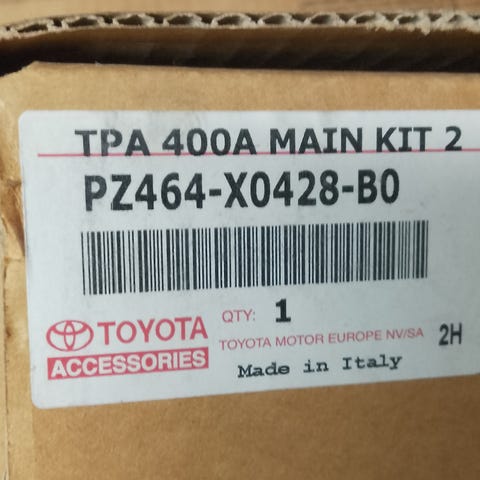 TPA 400A MAIN KIT 2
PZ464-X0428-B0
QTY: 1
TOYOTA
TOYOTA MOTOR EUROPE NV/SA 2H
ACCESSORIES
Made in Italy